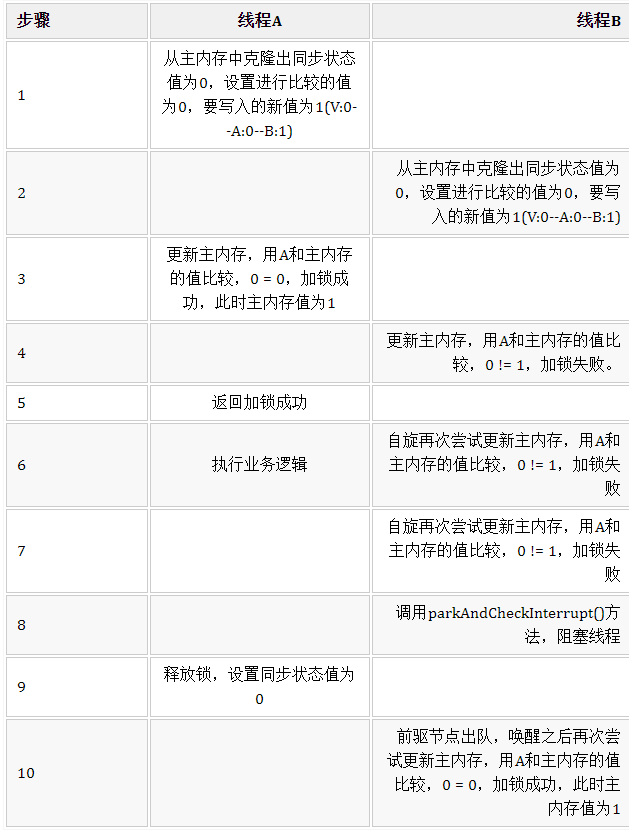 步骤 线程A 线程B
1
从主内存中克隆出同步状态
值为0，设置进行比较的值
为0，要写入的新值为1(V:0-
-A:0--B:1)
2
从主内存中克隆出同步状态值为
0，设置进行比较的值为0，要写
入的新值为1(V:0--A:0--B:1)
3
更新主内存，用A和主内存
的值比较，0 = 0，加锁成
功，此时主内存值为1
4
更新主内存，用A和主内存的值比
较，0 != 1，加锁失败。
5
返回加锁成功
6
执行业务逻辑
自旋再次尝试更新主内存，用A和
主内存的值比较，0 != 1，加锁失
败
7
自旋再次尝试更新主内存，用A和
主内存的值比较，0 != 1，加锁失
败
8
调用parkAndCheckInterrupt()方
法，阻塞线程
9
释放锁，设置同步状态值为
0
10
前驱节点出队，唤醒之后再次尝
试更新主内存，用A和主内存的值
比较，0 = 0，加锁成功，此时主
内存值为1